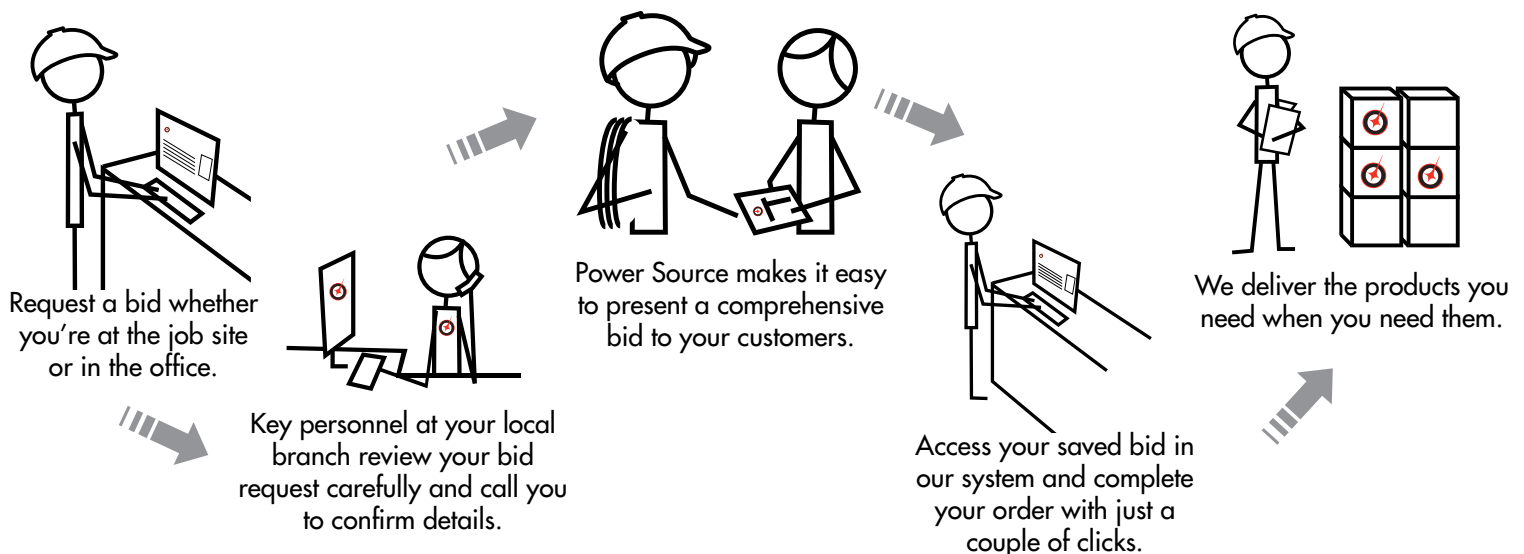 Request a bid whether
you're at the job site
or in the office.
Key personnel at your local
branch review your bid
request carefully and call you
to confirm details.
Power Source makes it easy
to present a comprehensive
bid to your customers.
Access your saved bid in
our system and complete
your order with just a
couple of clicks.
We deliver the products you
need when you need them.